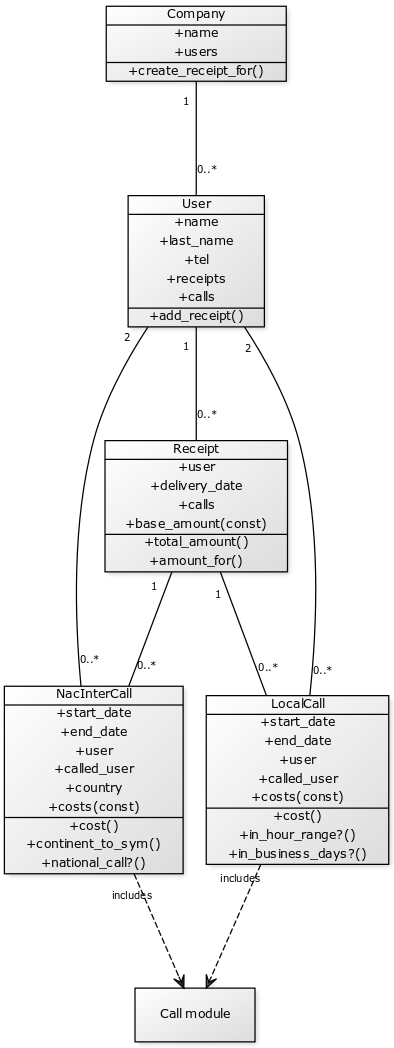 Company
+name
+users
+create_receipt_for()
1
0..*
User
+name
+last_name
+tel
+receipts
+calls
+add_receipt()
2
1
2
0..*
Receipt
+user
+delivery_date
+calls
+base_amount(const)
+total_amount()
+amount_for()
1
1
0..*
0..*
0..*
0..*
NacInterCall
+start_date
+end_date
+user
+called_user
+country
+costs(const)
+cost()
+continent_to_sym()
+national_call?()
LocalCall
+start_date
+end_date
+user
+called_user
+costs(const)
+cost()
+in_hour_range?()
+in_business_days?()
includes
includes
Call module